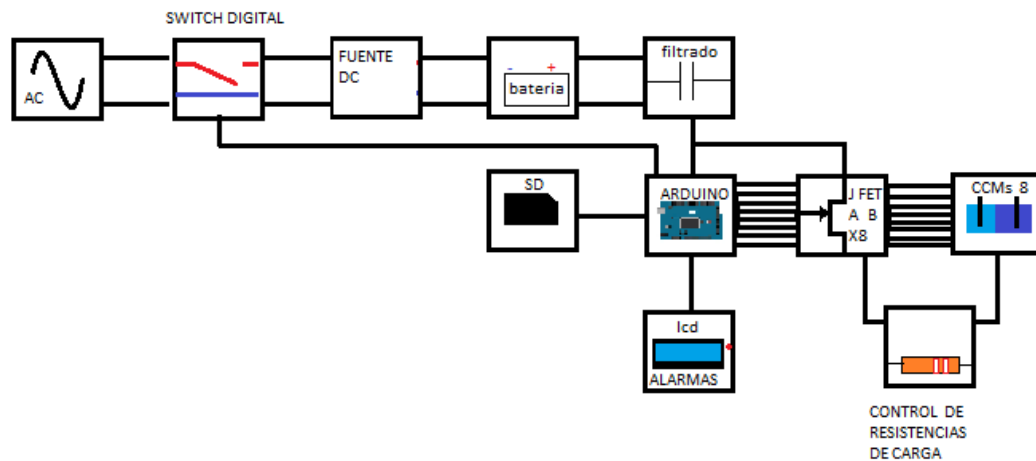 SWITCH DIGITAL
AC
FUENTE
DC
- +
bateria
filtrado
SD
ARDUINO
J FET
A B
X8
CCMs 8
lcd
ALARMAS
CONTROL DE
RESISTENCIAS
DE CARGA